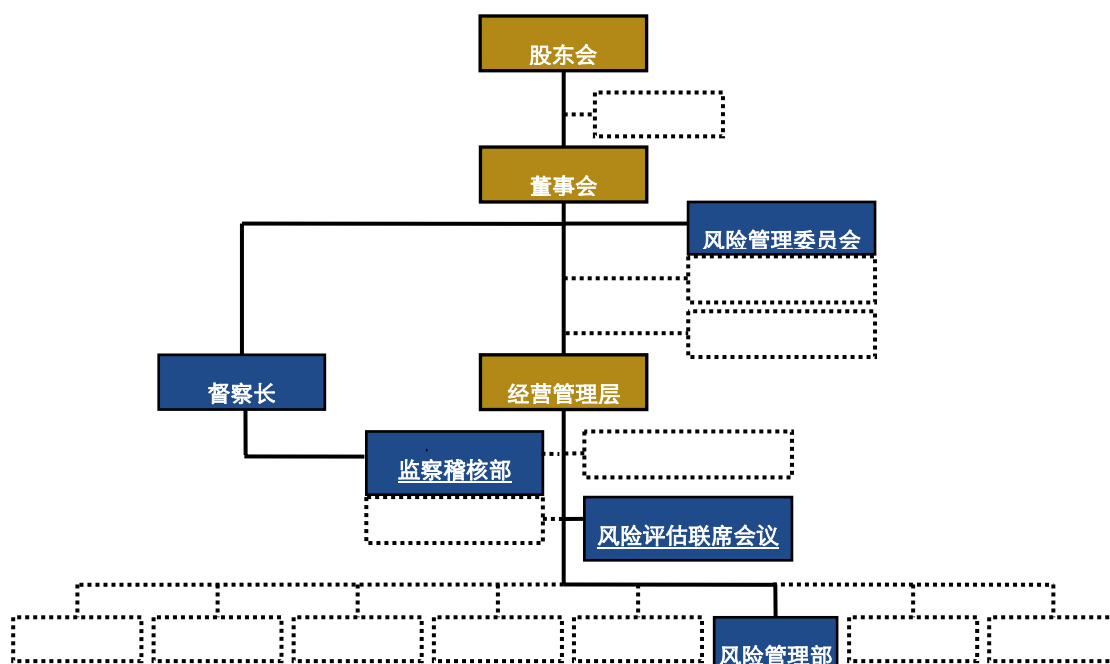 股东会
董事会
风险管理委员会
督察长
经营管理层
监察稽核部
风险评估联席会议
风险管理部